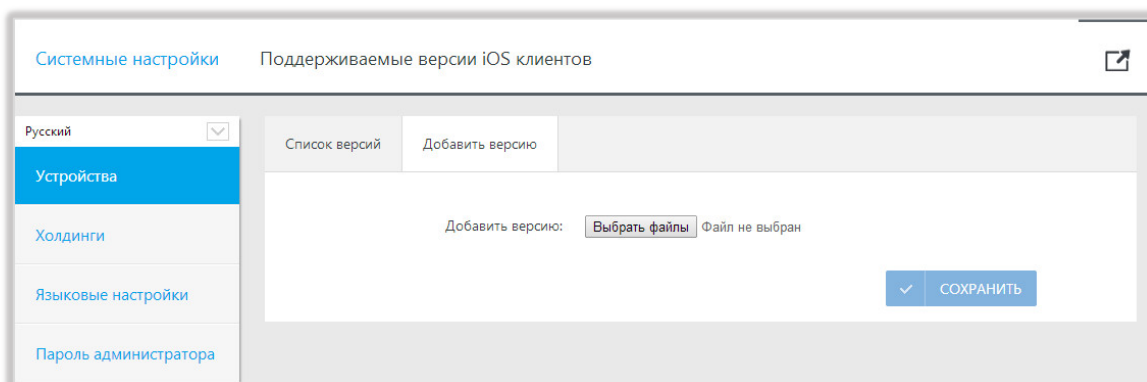 Системные настройки
Поддерживаемые версии iOS клиентов
Русский
Устройства
Холдинги
Языковые настройки
Пароль администратора
Список версий
Добавить версию
Добавить версию: Выбрать файлы Файл не выбран
СОХРАНИТЬ